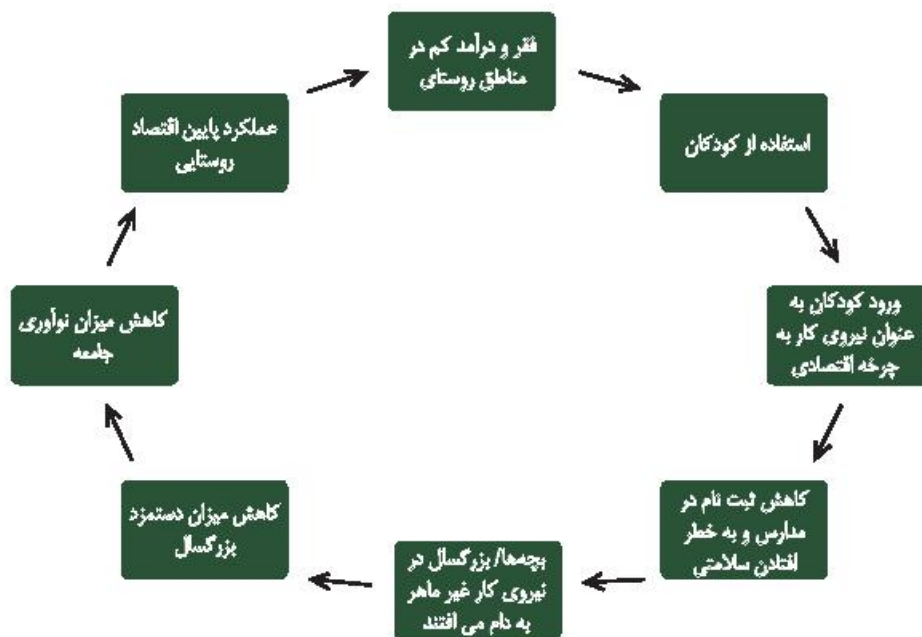 فقر و درآمد کم در
مناطق روستای
استفاده از کودکان
ورود کودکان به
عنوان نیروی کار به
چرخه اقتصادی
کاهش ثبت نام در
مدارس و به خطر
افتادن سلامتی
بچه‌ها/ بزرگسال در
نیروی کار غیر ماهر
به دام می افتند
کاهش میزان دستمزد
بزرگسال
کاهش میزان نوآوری
جامعه
عملکرد پایین اقتصاد
روستایی